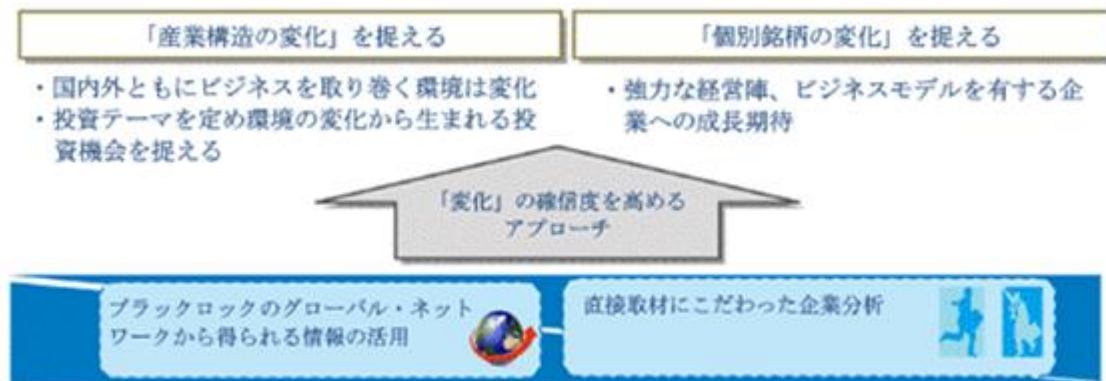 「産業構造の変化」を捉える
・国内外ともにビジネスを取り巻く環境は変化
・投資テーマを定め環境の変化から生まれる投
資機会を捉える
「個別銘柄の変化」を捉える
・強力な経営陣、ビジネスモデルを有する企
業への成長期待
「変化」の確信度を高める
アプローチ
ブラックロックのグローバル・ネット
ワークから得られる情報の活用
直接取材にこだわった企業分析